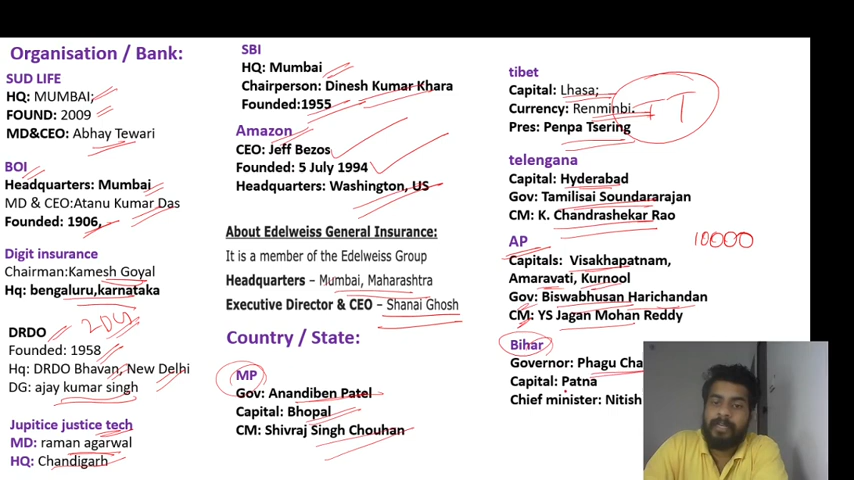 Organisation / Bank:
SUD LIFE
HQ: MUMBAI;
FOUND: 2009
MD&CEO: Abhay Tewari
BOI
Headquarters: Mumbai
MD & CEO:Atanu Kumar Das
Founded: 1906,
Digit insurance
Chairman:Kamesh Goyal
Hq: bengaluru,karnataka
DRDO
Founded: 1958
Hq: DRDO Bhavan, New Delhi
DG: ajay kumar singh
Jupitice justice tech
MD: raman agarwal
HQ: Chandigarh
SBI
HQ: Mumbai
Chairperson: Dinesh Kumar Khara
Founded:1955
Amazon
CEO: Jeff Bezos
Founded: 5 July 1994
Headquarters: Washington, US
About Edelweiss General Insurance:
It is a member of the Edelweiss Group
Headquarters – Mumbai, Maharashtra
Executive Director & CEO – Shanai Ghosh
Country / State:
MP
Gov: Anandiben Patel
Capital: Bhopal
CM: Shivraj Singh Chouhan
tibet
Capital: Lhasa;
Currency: Renminbi.
Pres: Penpa Tsering
telengana
Capital: Hyderabad
Gov: Tamilisai Soundararajan
CM: K. Chandrashekar Rao
AP
10000
Capitals: Visakhapatnam,
Amaravati, Kurnool
Gov: Biswabhusan Harichandan
CM: YS Jagan Mohan Reddy
Bihar
Governor: Phagu Cha
Capital: Patna
Chief minister: Nitish